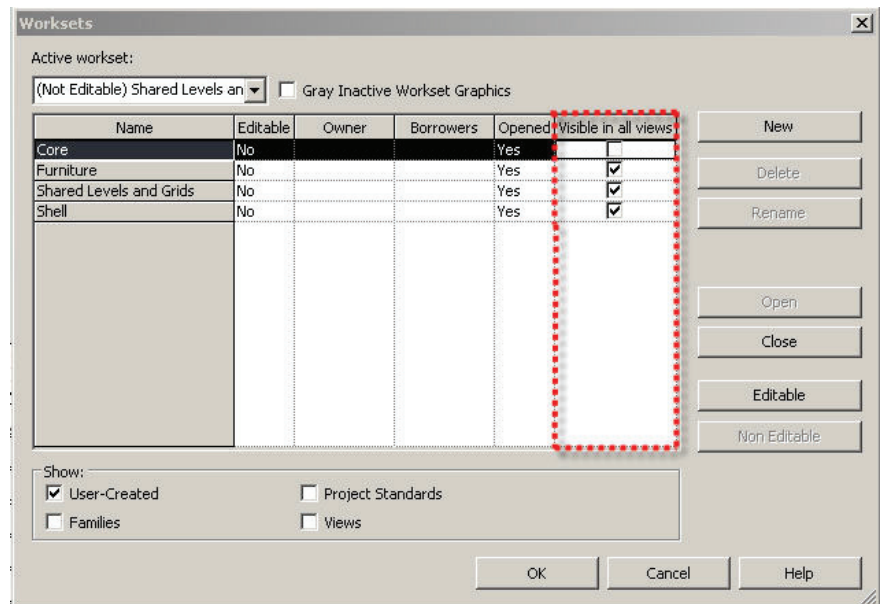 Worksets
Active workset:
(Not Editable) Shared Levels an
Gray Inactive Workset Graphics
Name Editable Owner Borrowers Opened Visible in all views
Core No Yes
Furniture No Yes
Shared Levels and Grids No Yes
Shell No Yes
New
Delete
Rename
Open
Close
Editable
Non Editable
Show:
User-Created Project Standards
Families Views
OK Cancel Help